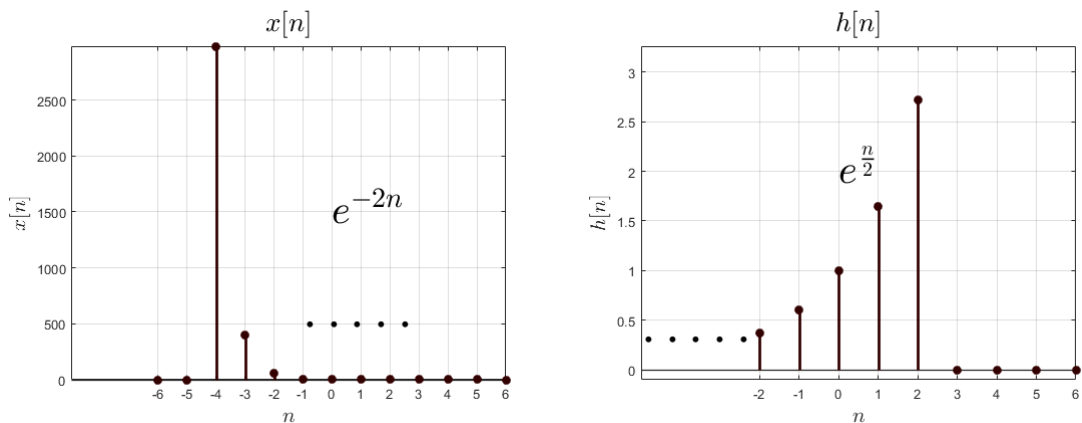 x[n]
2500
2000
1500
1000
500
0
x[n]
e^{-2n}
-6 -5 -4 -3 -2 -1 0 1 2 3 4 5 6
n
h[n]
3
2.5
2
1.5
1
0.5
0
h[n]
e^{\frac{n}{2}}
-2 -1 0 1 2 3 4 5 6
n